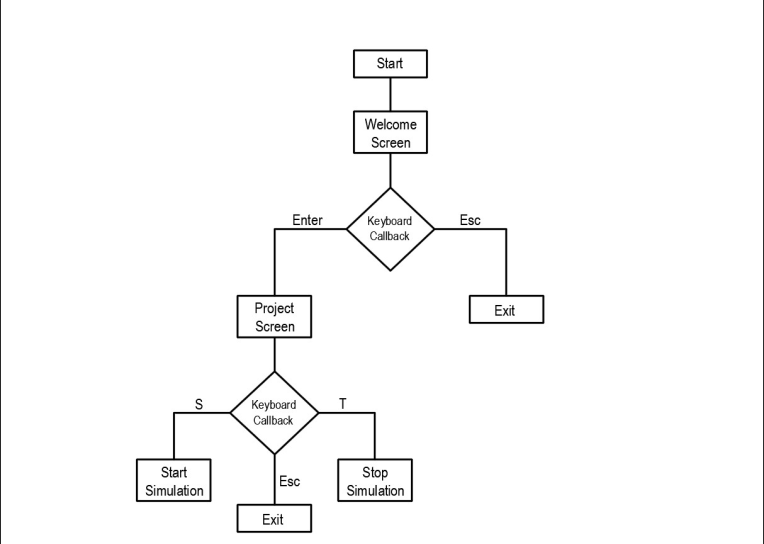 Start
Welcome
Screen
Enter
Keyboard
Callback
Esc
Project
Screen
Exit
S
Keyboard
Callback
T
Start
Simulation
Esc
Stop
Simulation
Exit